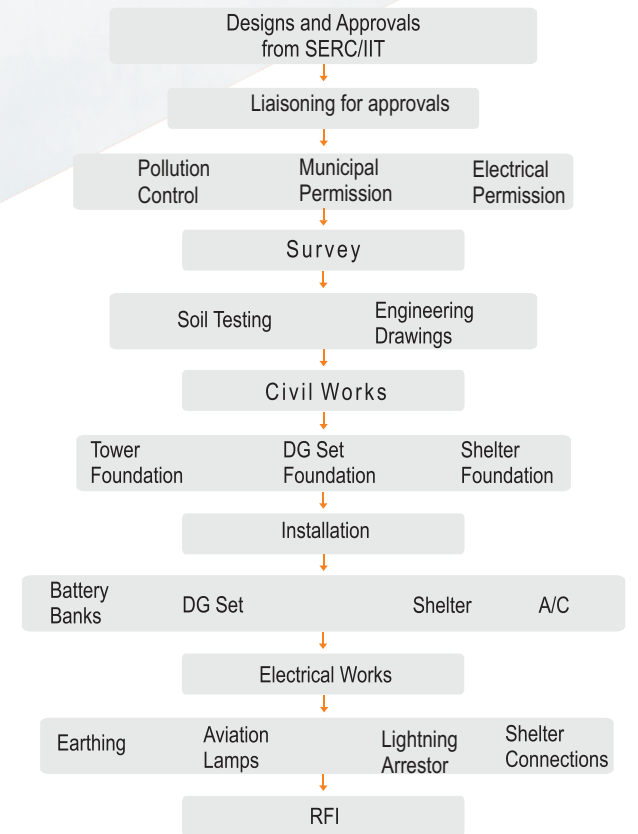 Designs and Approvals
from SERC/IIT
Liaisoning for approvals
Pollution
Control
Municipal
Permission
Electrical
Permission
Survey
Soil Testing
Engineering
Drawings
Civil Works
Tower
Foundation
DG Set
Foundation
Shelter
Foundation
Installation
Battery
Banks
DG Set
Shelter
A/C
Electrical Works
Earthing
Aviation
Lamps
Lightning
Arrestor
Shelter
Connections
RFI